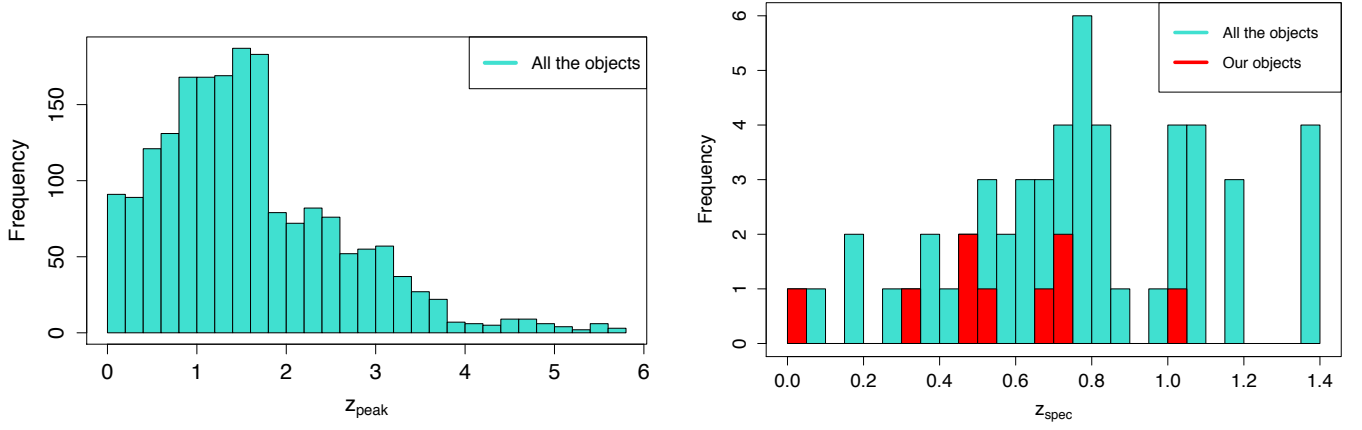 All the objects
Frequency
0
50
100
150
0 1 2 3 4 5 6
z_peak
All the objects
Our objects
Frequency
0
1
2
3
4
5
6
0.0 0.2 0.4 0.6 0.8 1.0 1.2 1.4
z_spec